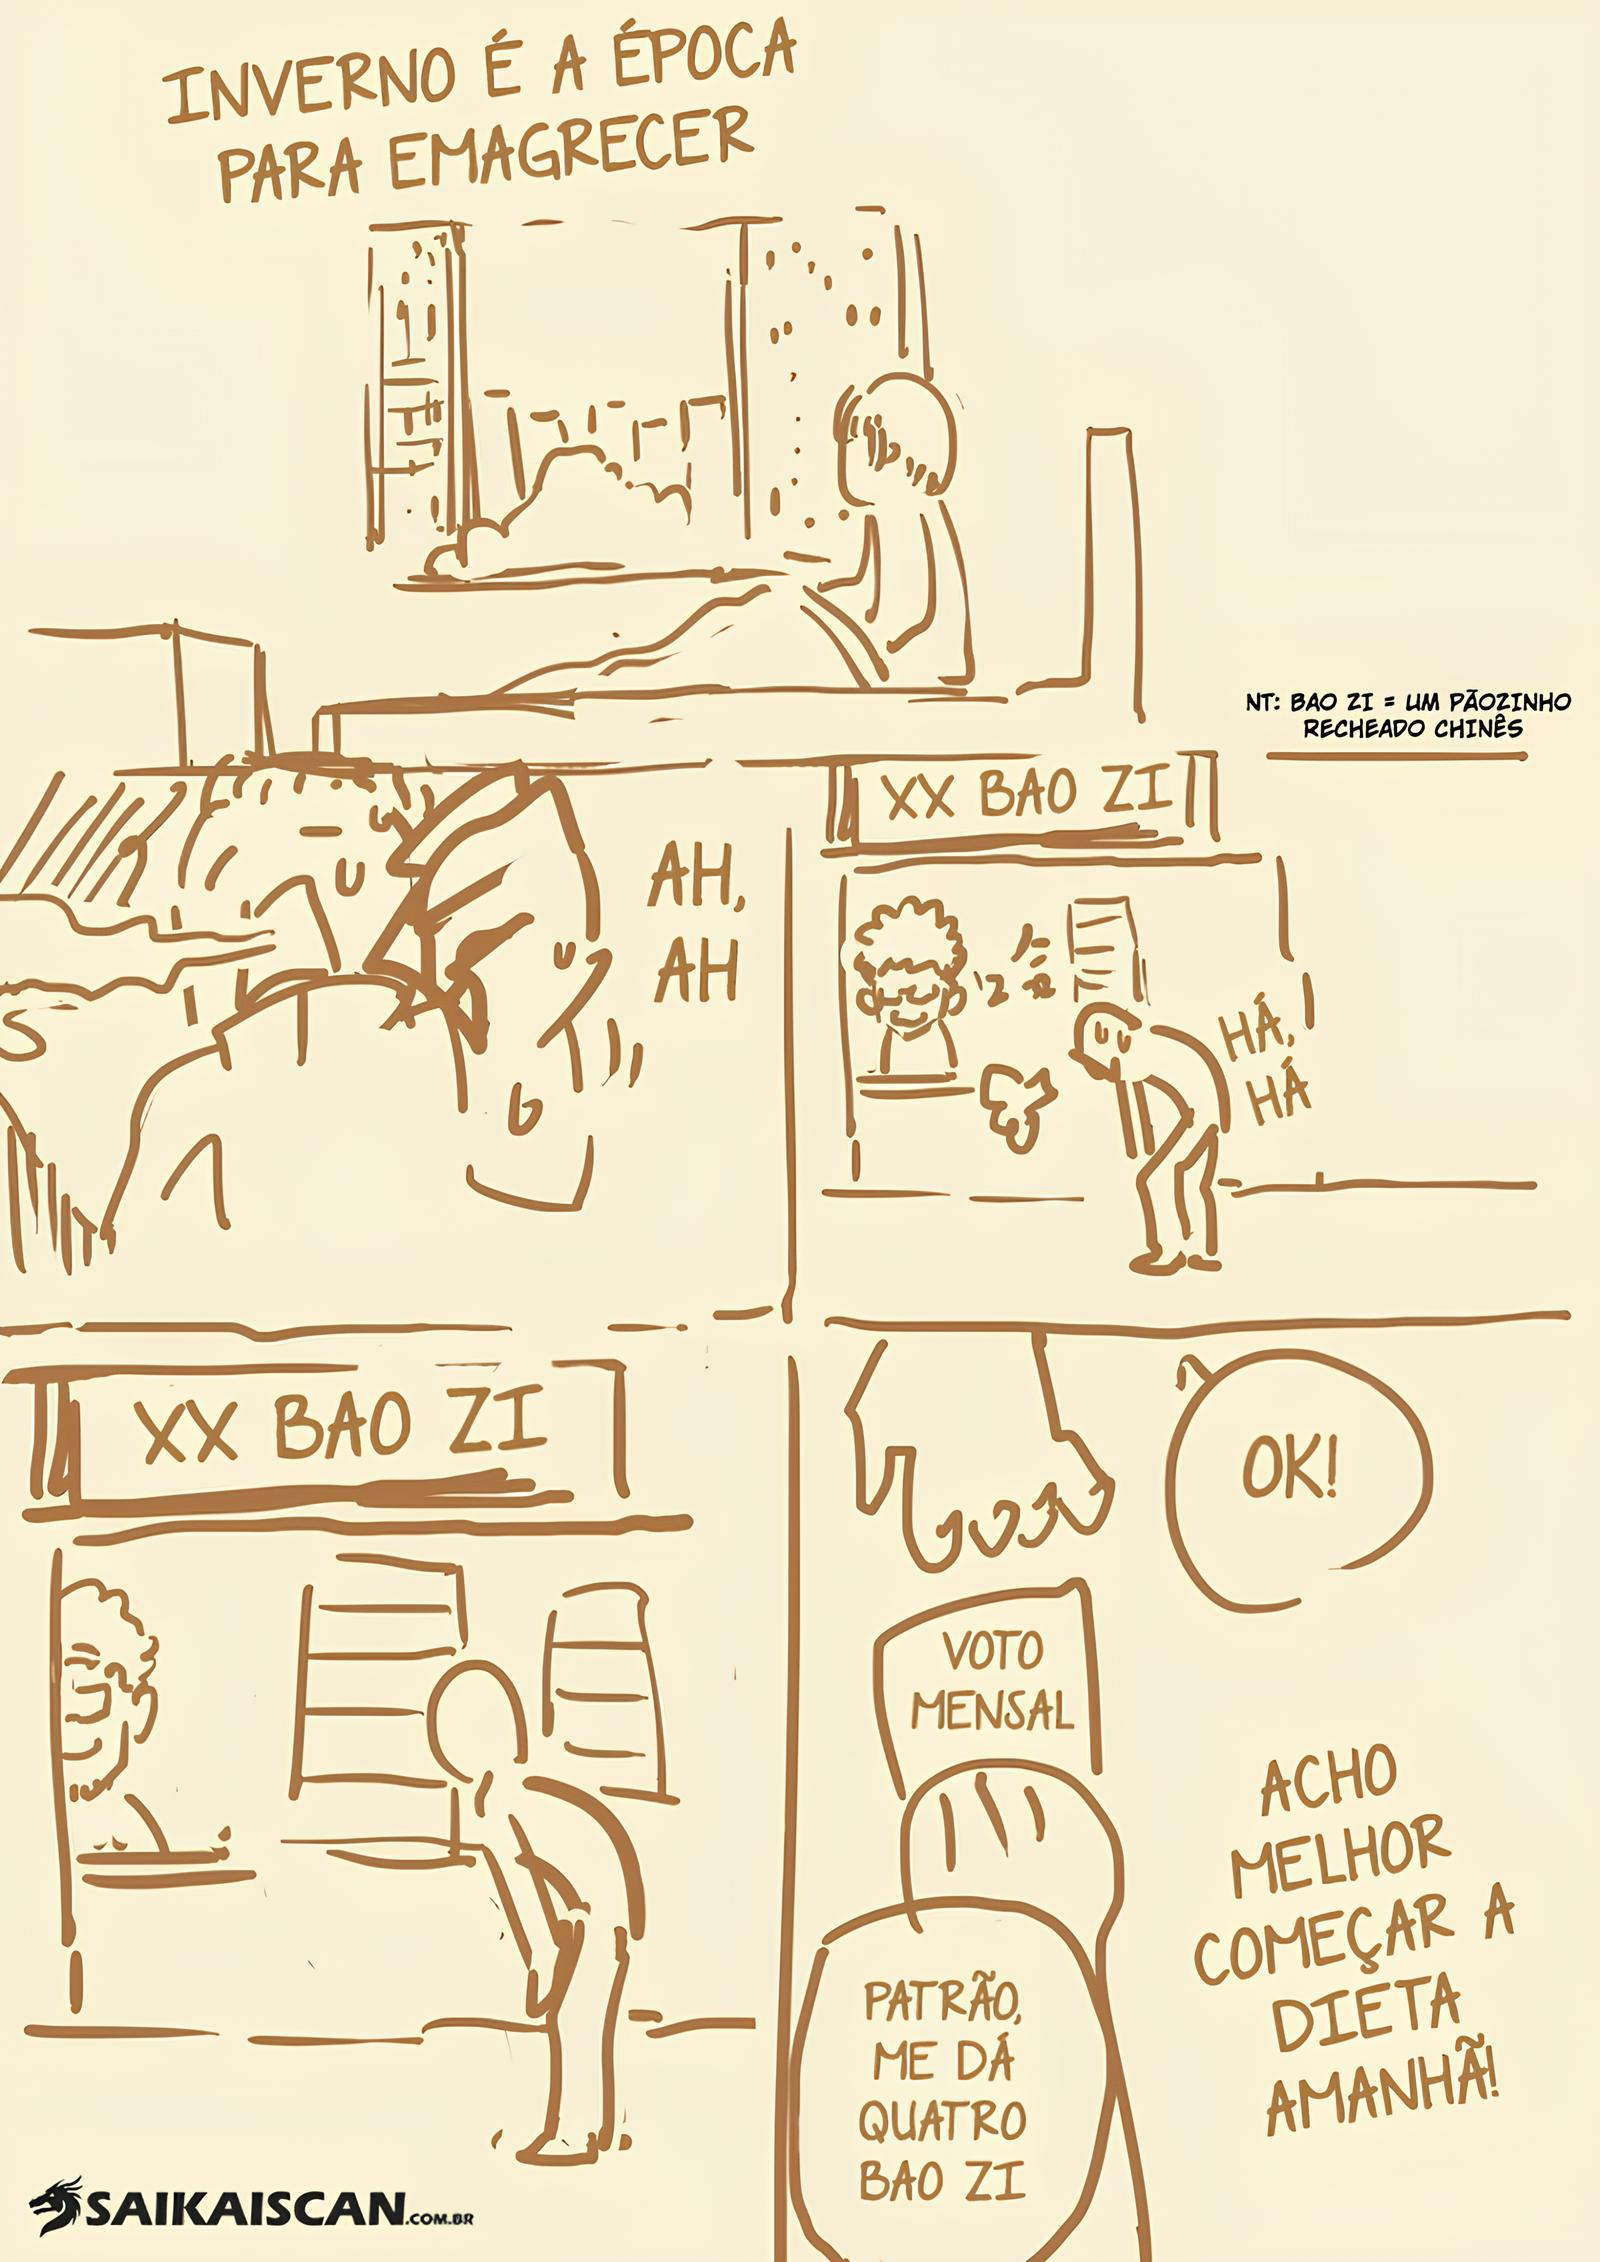 INVERNO É A ÉPOCA
PARA EMAGRECER
NT: BAO ZI = UM PÃOZINHO
RECHEADO CHINÊS
AH,
AH
XX BAO ZI
HÁ,
HÁ
XX BAO ZI
OK!
VOTO
MENSAL
PATRÃO,
ME DÁ
QUATRO
BAO ZI
ACHO
MELHOR
COMEÇAR A
DIETA
AMANHÃ!
SAIKAISCAN.COM.BR